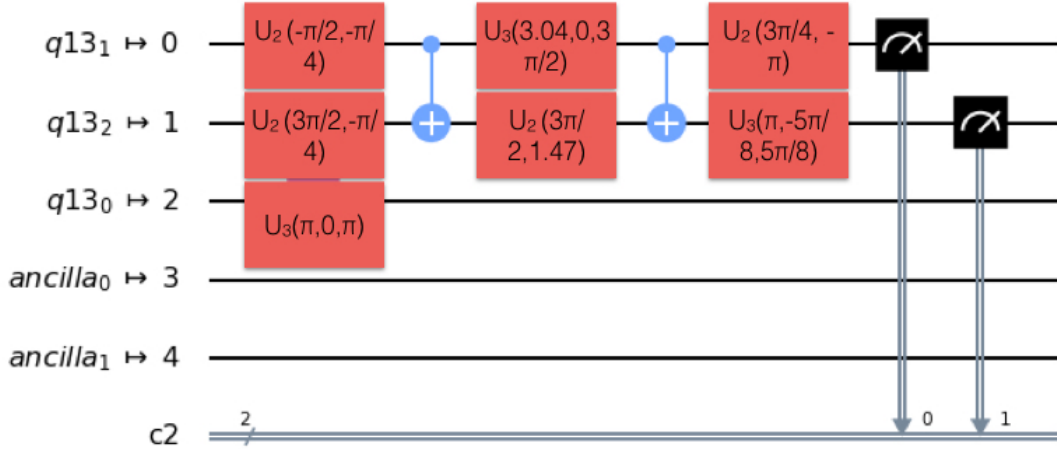 q13₁ ↦ 0
U₂ (-π/2,-π/
4)
U₃(3.04,0,3
π/2)
U₂ (3π/4, -
π)
q13₂ ↦ 1
U₂ (3π/2,-π/
4)
U₂ (3π/
2,1.47)
U₃(π,-5π/
8,5π/8)
q13₀ ↦ 2
U₃(π,0,π)
ancilla₀ ↦ 3
ancilla₁ ↦ 4
c2
2
0
1